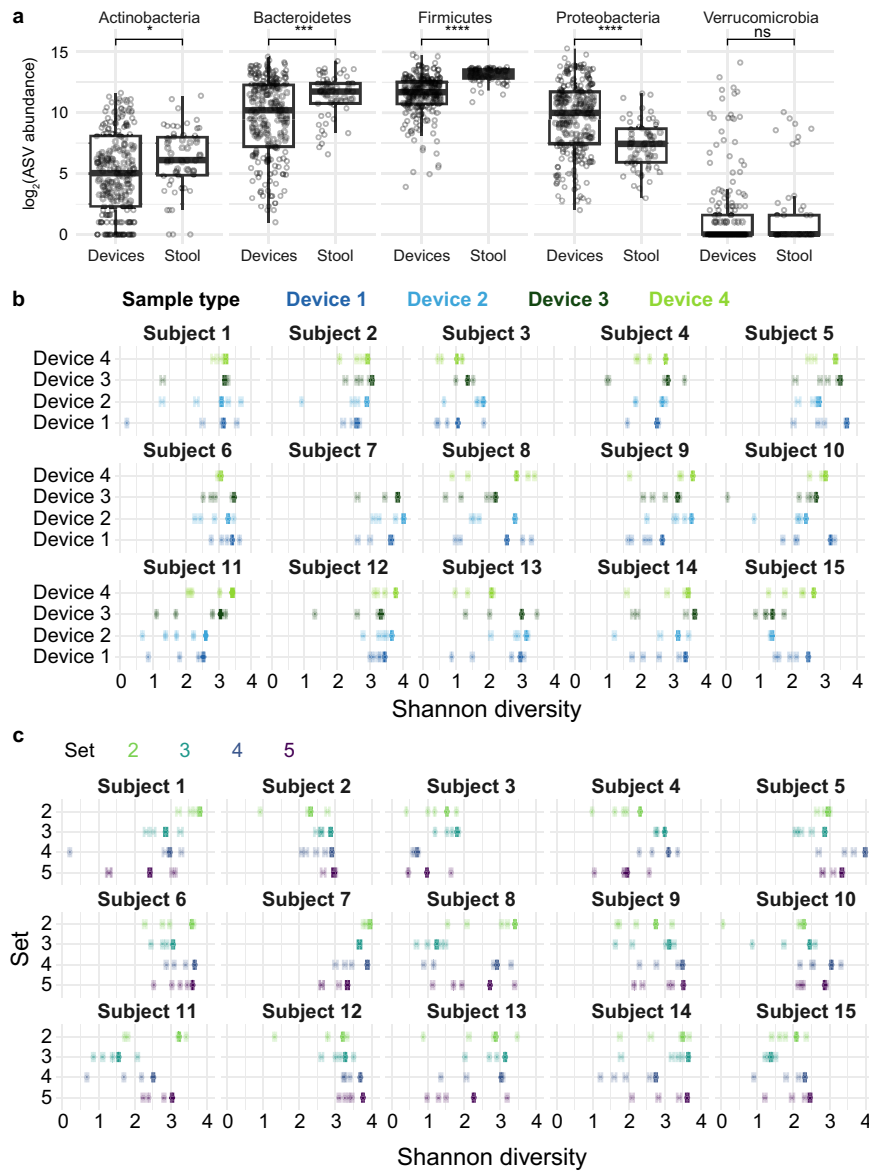 a
Actinobacteria Bacteroidetes Firmicutes Proteobacteria Verrucomicrobia
* *** **** **** ns
log2(ASV abundance)
15
10
5
0
Devices Stool Devices Stool Devices Stool Devices Stool Devices Stool
b
Sample type Device 1 Device 2 Device 3 Device 4
Subject 1 Subject 2 Subject 3 Subject 4 Subject 5
Device 4
Device 3
Device 2
Device 1
Subject 6 Subject 7 Subject 8 Subject 9 Subject 10
Device 4
Device 3
Device 2
Device 1
Subject 11 Subject 12 Subject 13 Subject 14 Subject 15
Device 4
Device 3
Device 2
Device 1
0 1 2 3 4 0 1 2 3 4 0 1 2 3 4 0 1 2 3 4 0 1 2 3 4
Shannon diversity
c
Set 2 3 4 5
Subject 1 Subject 2 Subject 3 Subject 4 Subject 5
2
3
4
5
Subject 6 Subject 7 Subject 8 Subject 9 Subject 10
Set
2
3
4
5
Subject 11 Subject 12 Subject 13 Subject 14 Subject 15
2
3
4
5
0 1 2 3 4 0 1 2 3 4 0 1 2 3 4 0 1 2 3 4 0 1 2 3 4
Shannon diversity